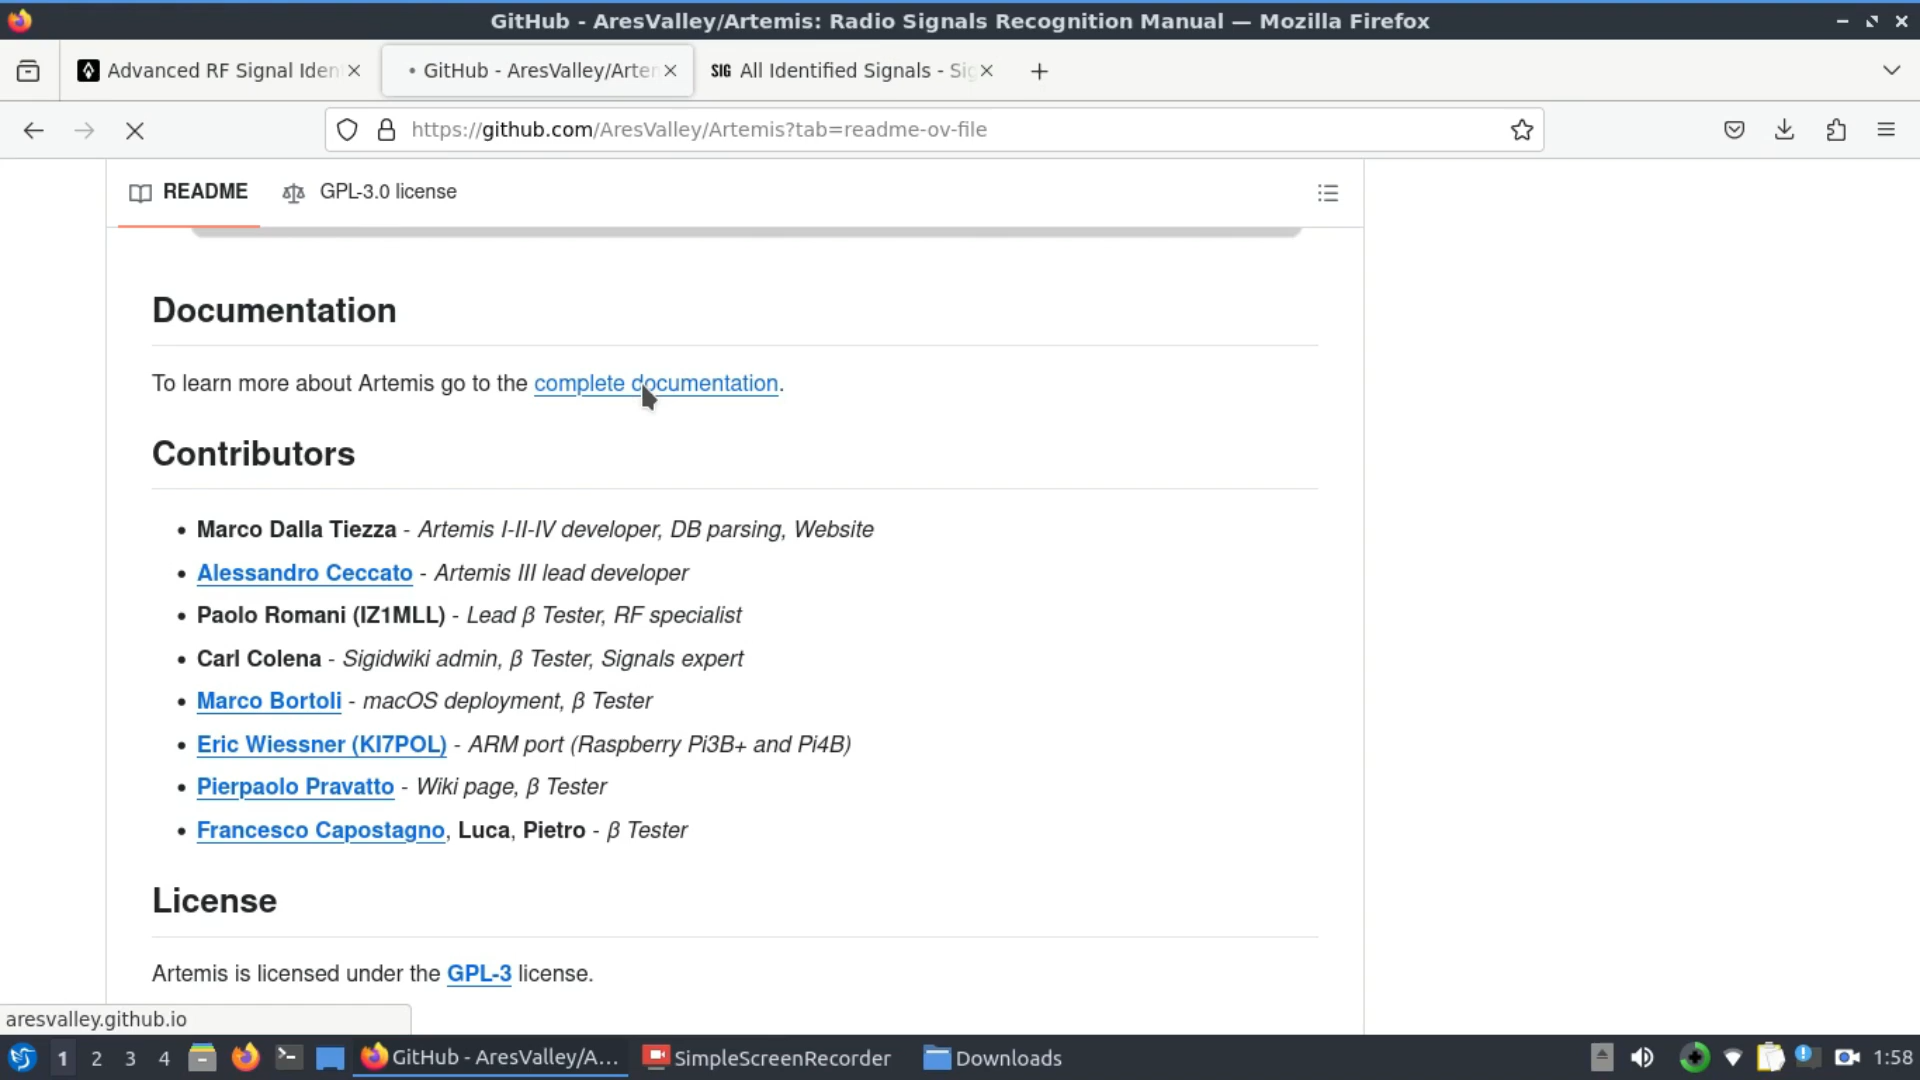 GitHub - AresValley/Artemis: Radio Signals Recognition Manual — Mozilla Firefox
Advanced RF Signal Iden
GitHub - AresValley/Artem
SIG All Identified Signals - Sig
https://github.com/AresValley/Artemis?tab=readme-ov-file
README
GPL-3.0 license
Documentation
To learn more about Artemis go to the complete documentation.
Contributors
• Marco Dalla Tiezza - Artemis I-II-IV developer, DB parsing, Website
• Alessandro Ceccato - Artemis III lead developer
• Paolo Romani (IZ1MLL) - Lead β Tester, RF specialist
• Carl Colena - Sigidwiki admin, β Tester, Signals expert
• Marco Bortoli - macOS deployment, β Tester
• Eric Wiessner (KI7POL) - ARM port (Raspberry Pi3B+ and Pi4B)
• Pierpaolo Pravatto - Wiki page, β Tester
• Francesco Capostagno, Luca, Pietro - β Tester
License
Artemis is licensed under the GPL-3 license.
aresvalley.github.io
1 2 3 4
GitHub - AresValley/A...
SimpleScreenRecorder
Downloads
1:58